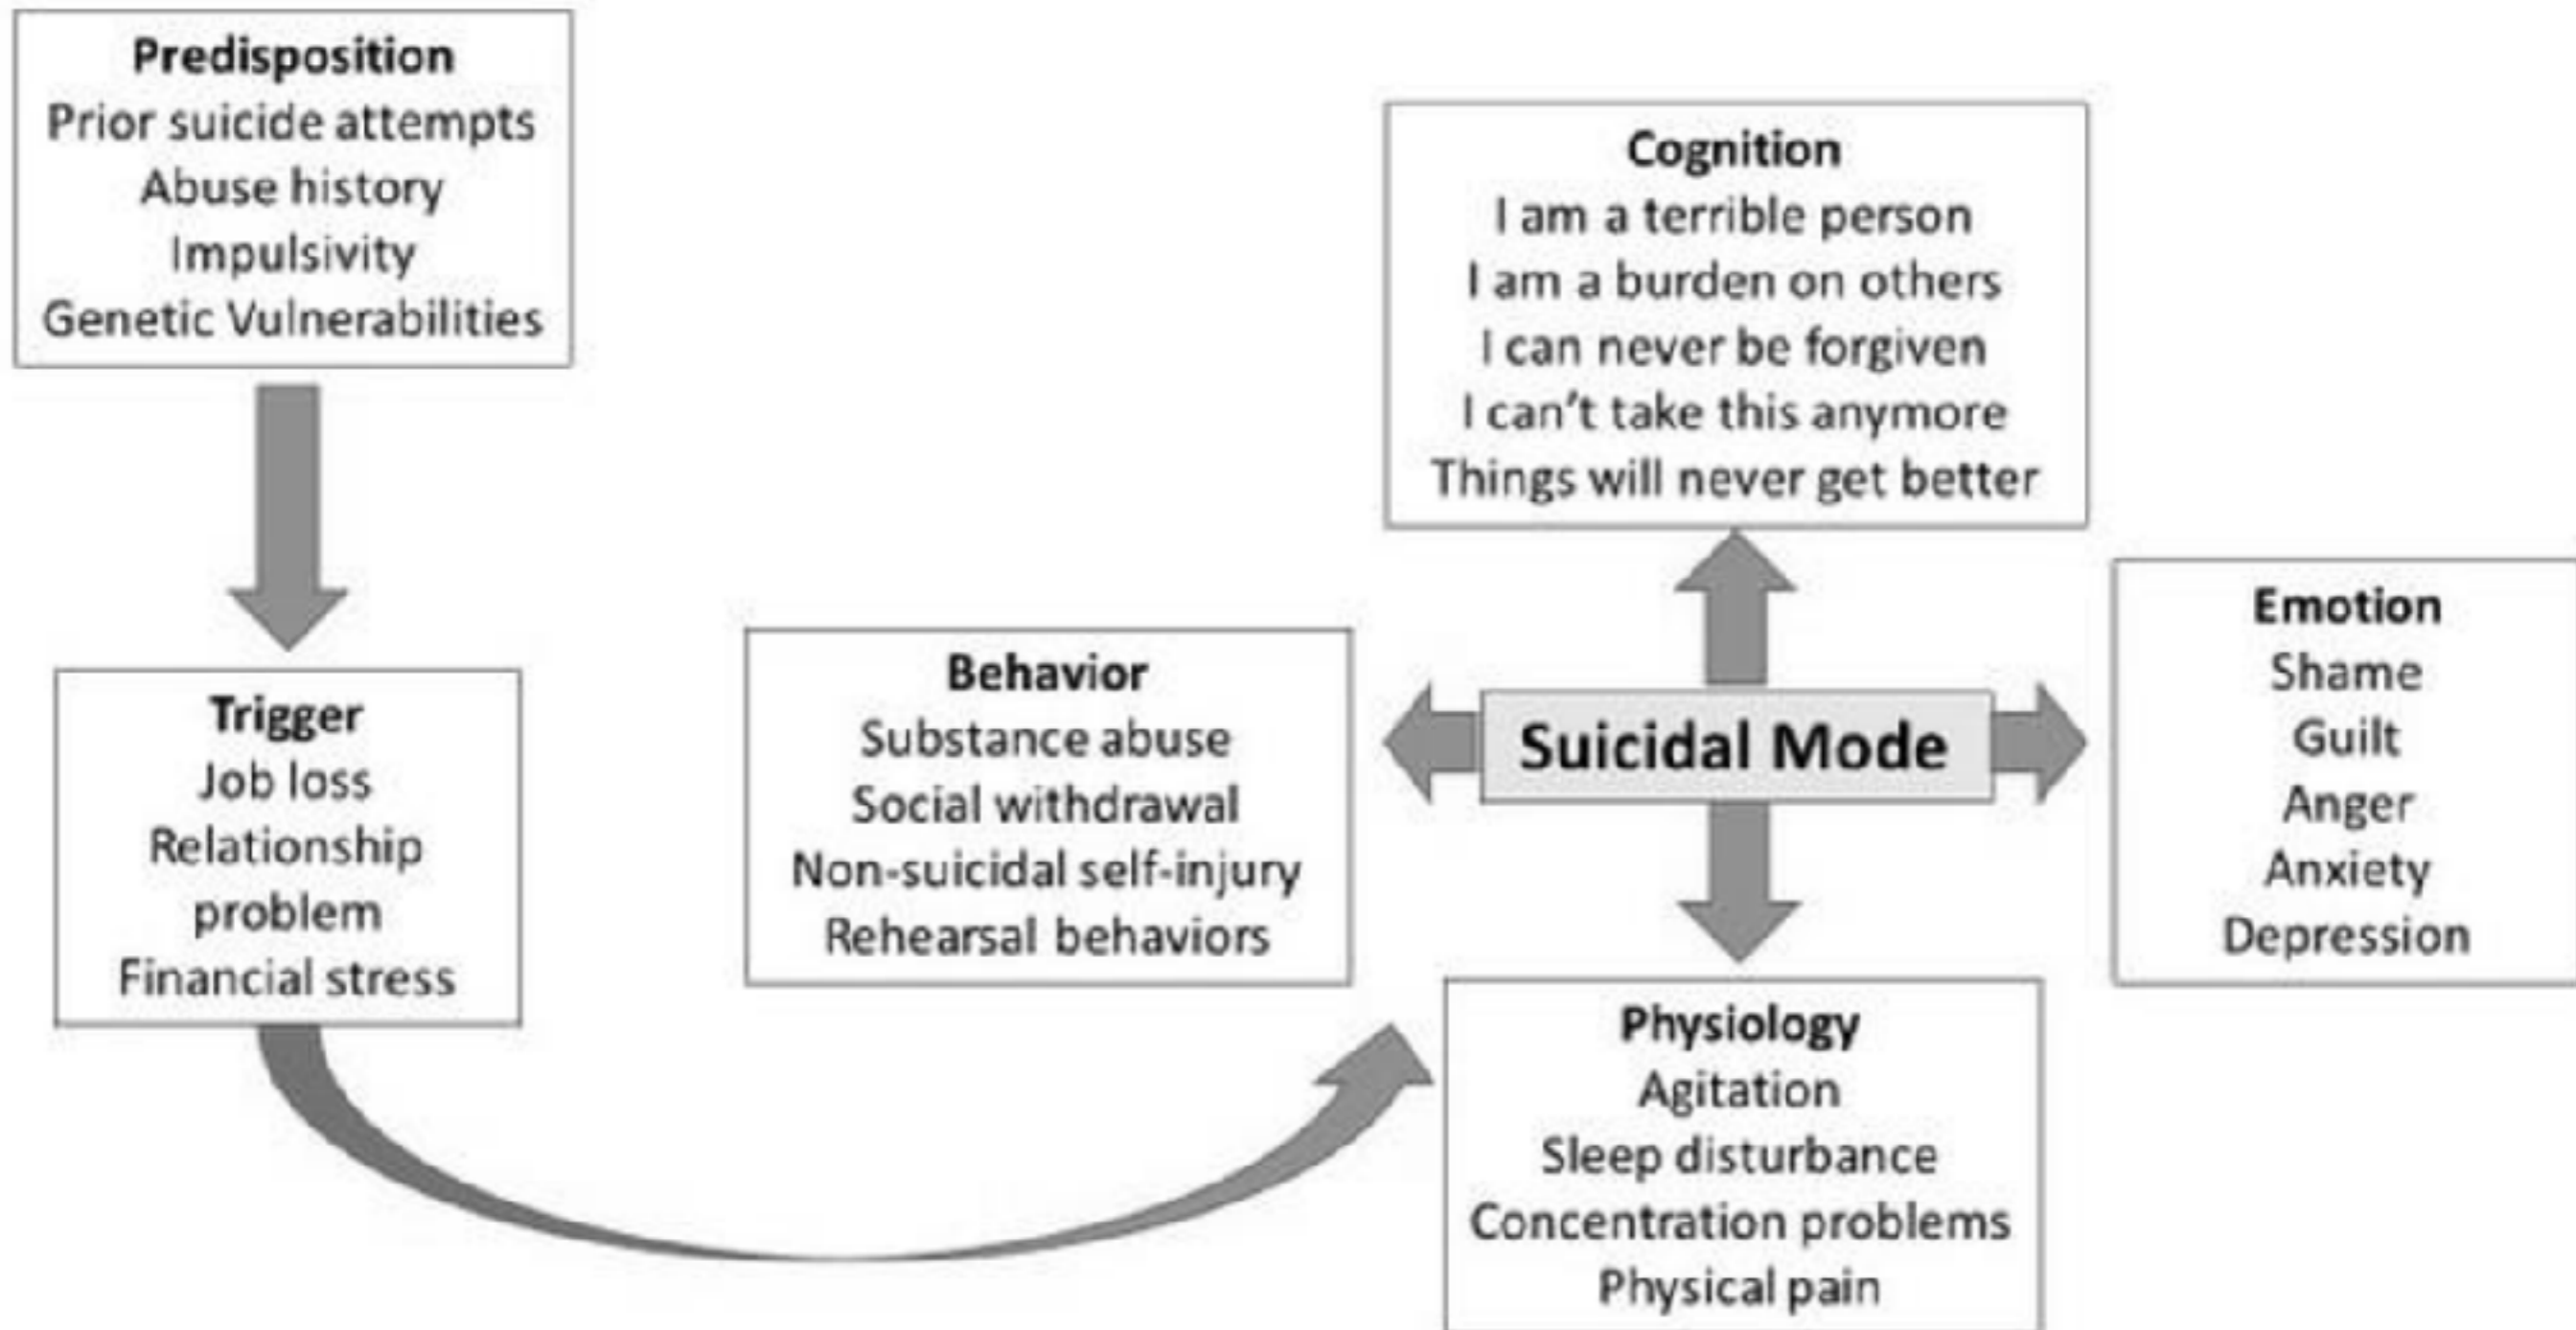 Predisposition
Prior suicide attempts
Abuse history
Impulsivity
Genetic Vulnerabilities
Trigger
Job loss
Relationship
problem
Financial stress
Behavior
Substance abuse
Social withdrawal
Non-suicidal self-injury
Rehearsal behaviors
Cognition
I am a terrible person
I am a burden on others
I can never be forgiven
I can't take this anymore
Things will never get better
Suicidal Mode
Emotion
Shame
Guilt
Anger
Anxiety
Depression
Physiology
Agitation
Sleep disturbance
Concentration problems
Physical pain